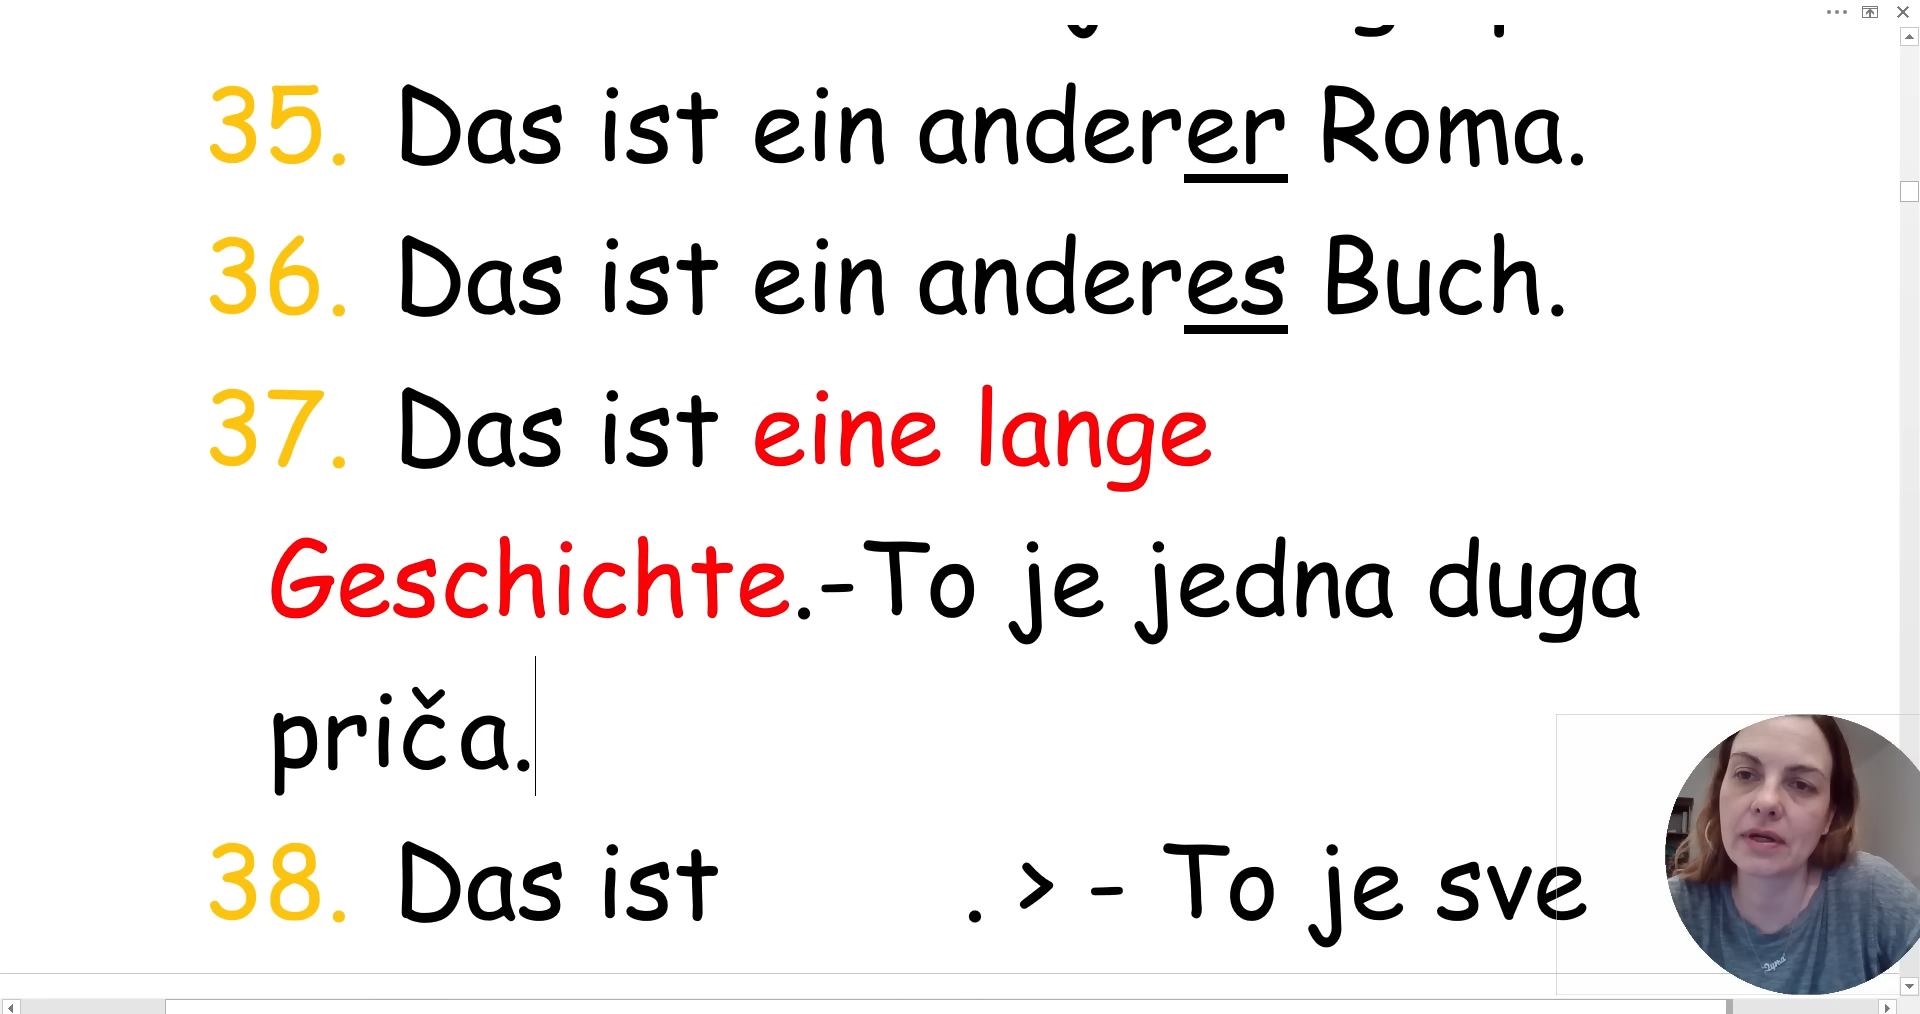 35. Das ist ein anderer Roma.
36. Das ist ein anderes Buch.
37. Das ist eine lange
Geschichte.-To je jedna duga
priča.
38. Das ist . > - To je sve